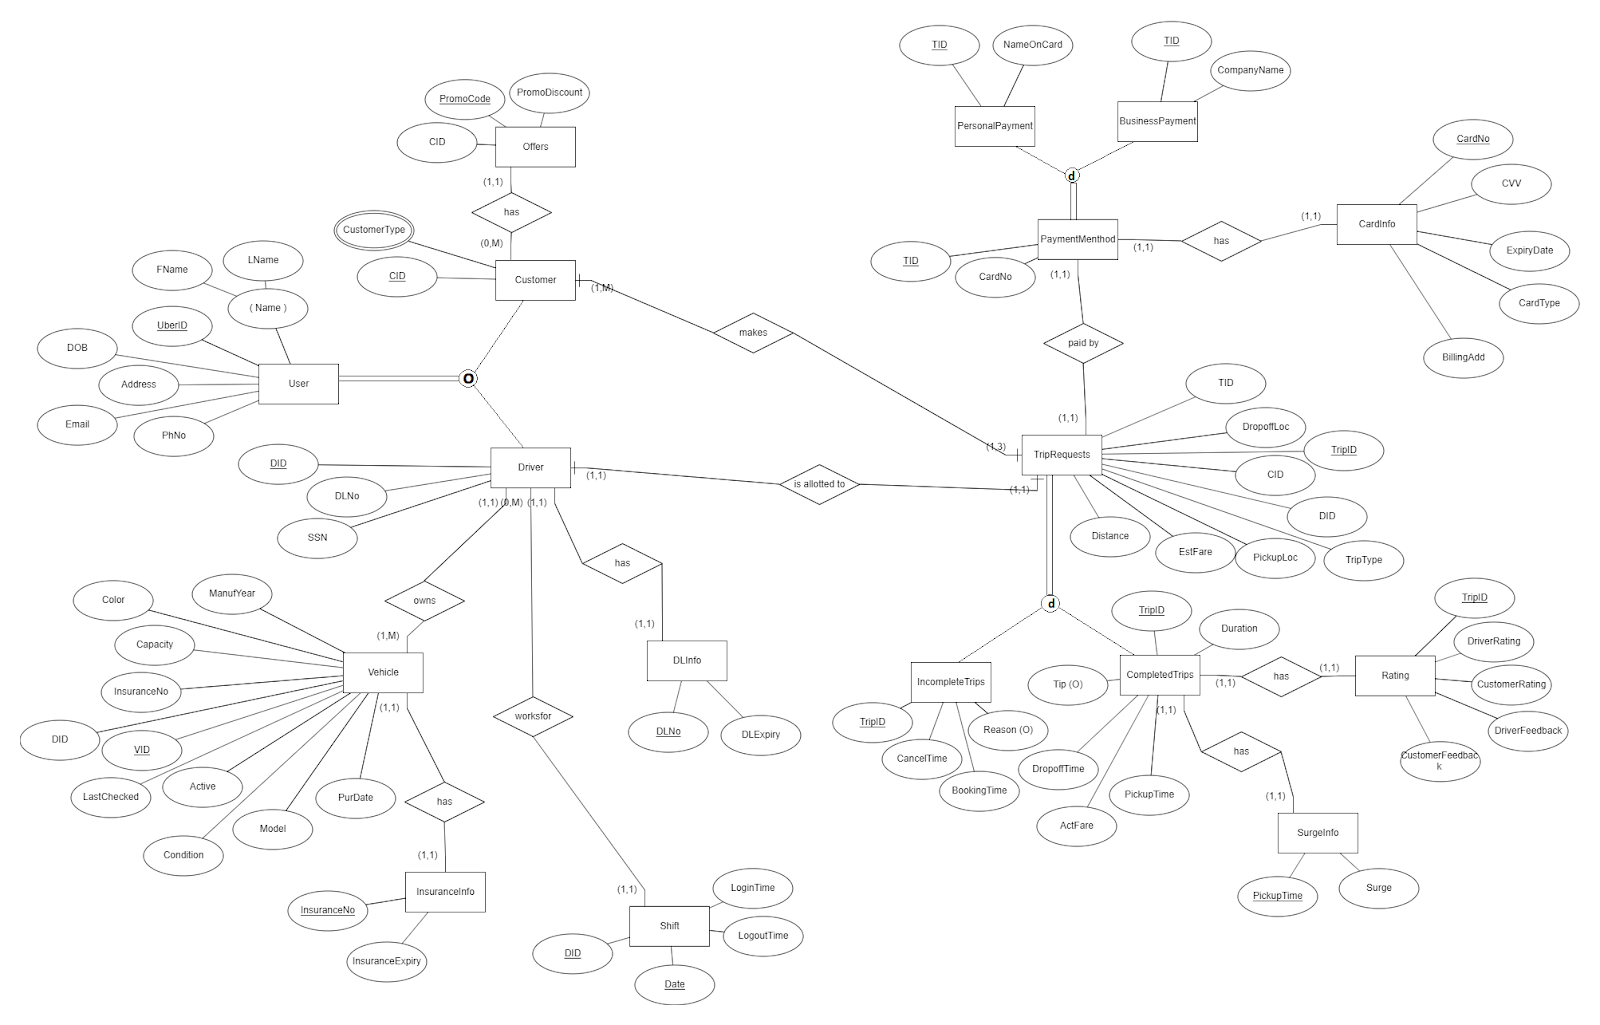 TID
NameOnCard
TID
CompanyName
PromoCode
PromoDiscount
CID
Offers
PersonalPayment
BusinessPayment
CardNo
d
CVV
(1,1)
has
CustomerType
(0,M)
PaymentMenthod
has
(1,1)
CardInfo
(1,1)
ExpiryDate
TID
CardNo
(1,1)
CardType
FName
LName
( Name )
CID
Customer
(1,M)
makes
paid by
BillingAdd
UberID
DOB
Address
User
O
Email
PhNo
TID
(1,1)
DropoffLoc
(1,3)
TripRequests
TripID
CID
DID
DLNo
SSN
Driver
(1,1)
is allotted to
(1,1)
DID
(1,1)
(0,M)
(1,1)
Distance
EstFare
PickupLoc
TripType
has
owns
(1,M)
(1,1)
d
Color
ManufYear
Capacity
InsuranceNo
Vehicle
(1,1)
DID
VID
LastChecked
Active
PurDate
Model
Condition
DLInfo
DLNo
DLExpiry
worksfor
has
(1,1)
InsuranceInfo
InsuranceNo
InsuranceExpiry
(1,1)
Shift
LoginTime
LogoutTime
DID
Date
TripID
Duration
IncompleteTrips
Tip (O)
CompletedTrips
(1,1)
has
(1,1)
Rating
TripID
DriverRating
CustomerRating
DriverFeedback
CustomerFeedbac
k
TripID
CancelTime
BookingTime
Reason (O)
(1,1)
has
(1,1)
DropoffTime
PickupTime
ActFare
SurgeInfo
PickupTime
Surge